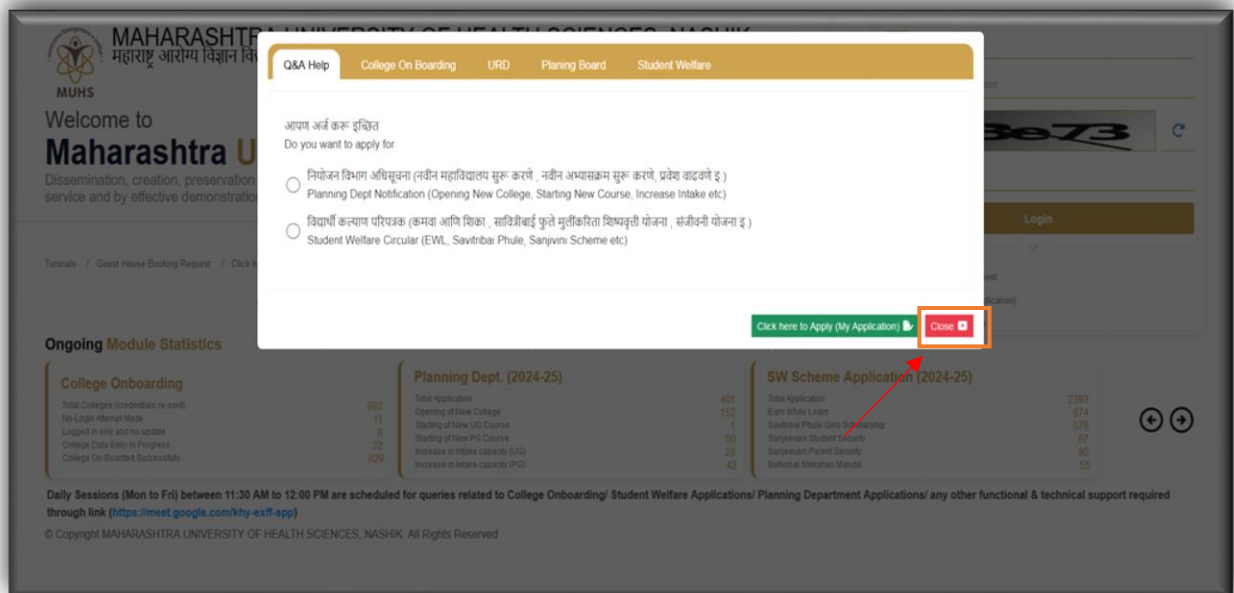 MAHARASHTRA UNIVERSITY OF HEALTH SCIENCES, NASHIK
महाराष्ट्र आरोग्य विज्ञान
MUHS
Welcome to
Maharashtra U
Dissemination, creation, preservation
service and by effective demonstration
Tutorials / Guest House Booking Request / Click
Q&A Help College On Boarding URD Planing Board Student Welfare
आपण अर्ज करू इच्छित
Do you want to apply for
नियोजन विभाग अधिसूचना (नवीन महाविद्यालय सुरू करणे , नवीन अभ्यासक्रम सुरू करणे, प्रवेश वाढवणे इ )
Planning Dept Notification (Opening New College, Starting New Course, Increase Intake etc)
विद्यार्थी कल्याण परिपत्रक (कमवा आणि शिका , सावित्रीबाई फुले मुलींकरिता शिष्यवृत्ती योजना , संजीवनी योजना इ )
Student Welfare Circular (EWL, Savitribai Phule, Sanjivini Scheme etc)
Click here to Apply (My Application) Close
3e73
Login
or
Ongoing Module Statistics
College Onboarding
Total Colleges (credentials re-sent) 682
No Login Attempt Made 11
Logged in only and no update 8
College Data Entry in Progress 32
College On-Boarded Successfully 629
Planning Dept. (2024-25)
Total Application 401
Opening of New College 152
Starting of New UG Course 1
Starting of New PG Course 60
Increase in Intake capacity (UG) 28
Increase in Intake capacity (PG) 42
SW Scheme Application (2024-25)
Total Application 2393
Earn While Learn 974
Savitribai Phule Girls Scholarship 578
Sanjeevani Student Security 87
Sanjeevani Parent Security 80
Bahishal Shikshan Mandal 55
Daily Sessions (Mon to Fri) between 11:30 AM to 12:00 PM are scheduled for queries related to College Onboarding/ Student Welfare Applications/ Planning Department Applications/ any other functional & technical support required
through link (https://meet.google.com/khy-exff-spp)
© Copyright MAHARASHTRA UNIVERSITY OF HEALTH SCIENCES, NASHIK. All Rights Reserved